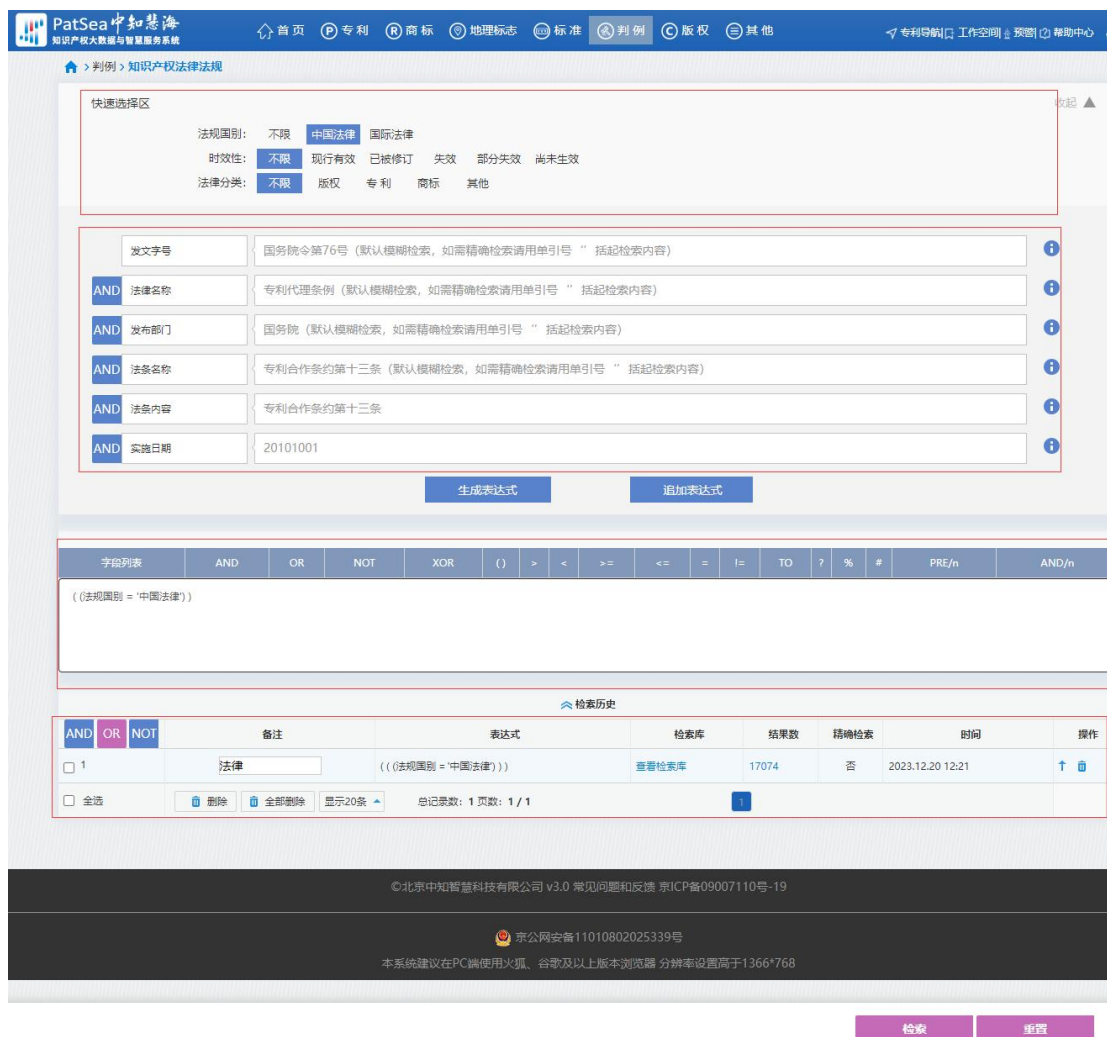 PatSea中知慧海
知识产权大数据与智慧服务系统
首页 P 专利 R 商标 地理标志 标准 判例 C 版权 其他
专利导航| 工作空间| 预警| 帮助中心
> 判例 > 知识产权法律法规
快速选择区 收起
法规国别: 不限 中国法律 国际法律
时效性: 不限 现行有效 已被修订 失效 部分失效 尚未生效
法律分类: 不限 版权 专利 商标 其他
发文字号 国务院令第76号（默认模糊检索，如需精确检索请用单引号 ‘’ 括起检索内容）
AND 法律名称 专利代理条例（默认模糊检索，如需精确检索请用单引号 ‘’ 括起检索内容）
AND 发布部门 国务院（默认模糊检索，如需精确检索请用单引号 ‘’ 括起检索内容）
AND 法条名称 专利合作条约第十三条（默认模糊检索，如需精确检索请用单引号 ‘’ 括起检索内容）
AND 法条内容 专利合作条约第十三条
AND 实施日期 20101001
生成表达式 追加表达式
字段列表 AND OR NOT XOR ( ) > < >= <= = != TO ? % # PRE/n AND/n
( (法规国别 = '中国法律') )
检索历史
AND OR NOT 备注 表达式 检索库 结果数 精确检索 时间 操作
1 法律 ( ( (法规国别 = '中国法律') ) ) 查看检索库 17074 否 2023.12.20 12:21
全选 删除 全部删除 显示20条 总记录数: 1 页数: 1 / 1 1
©北京中知智慧科技有限公司 v3.0 常见问题和反馈 京ICP备09007110号-19
京公网安备11010802025339号
本系统建议在PC端使用火狐、谷歌及以上版本浏览器 分辨率设置高于1366*768
检索 重置